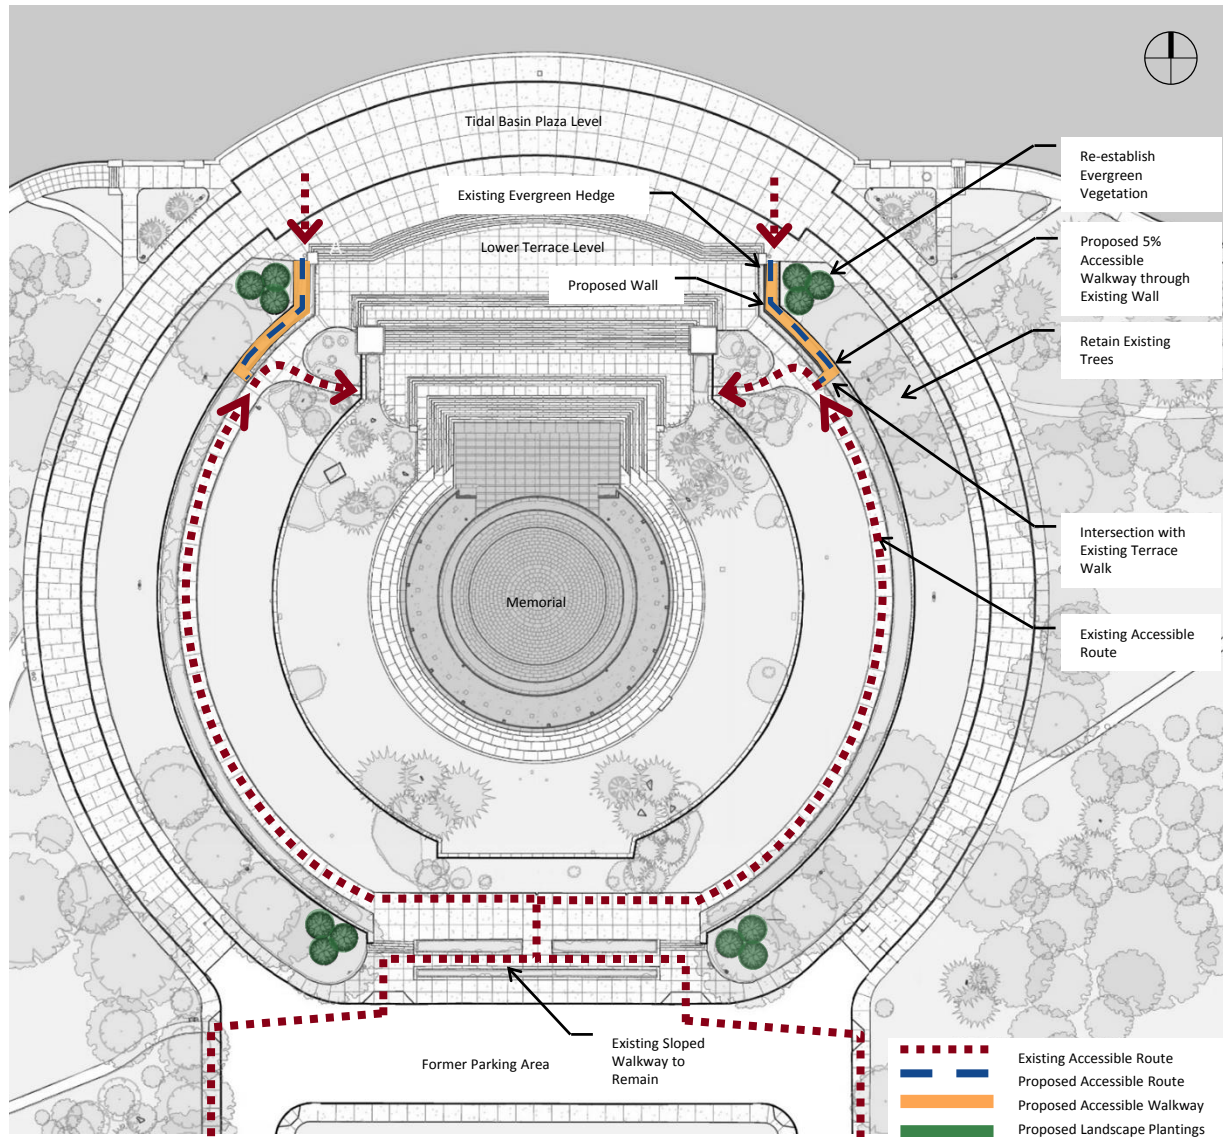 Tidal Basin Plaza Level
Re-establish
Evergreen
Vegetation
Existing Evergreen Hedge
Lower Terrace Level
Proposed 5%
Accessible
Walkway through
Existing Wall
Proposed Wall
Retain Existing
Trees
Intersection with
Existing Terrace
Walk
Memorial
Existing Accessible
Route
Existing Sloped
Walkway to
Remain
Former Parking Area
Existing Accessible Route
Proposed Accessible Route
Proposed Accessible Walkway
Proposed Landscape Plantings